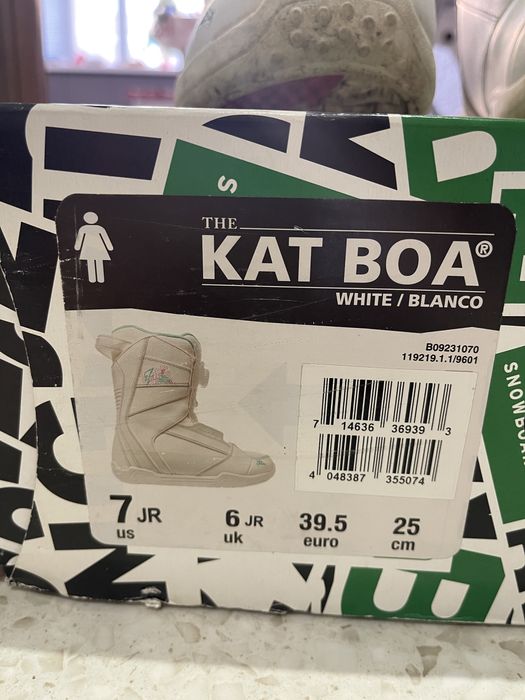 S
THE
KAT BOA®
WHITE / BLANCO
B09231070
119219.1.1/9601
7 14636 36939 3
4 048387 355074
7 JR
us
6 JR
uk
39.5
euro
25
cm